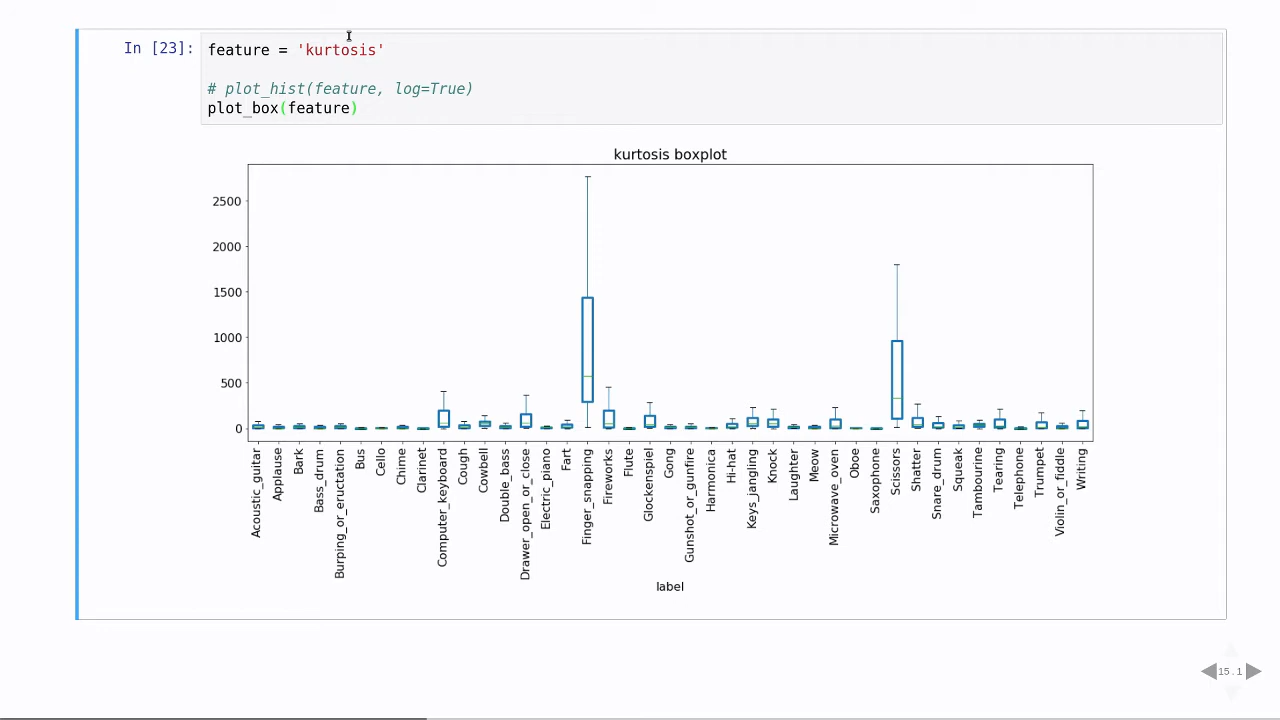 In [23]:
feature = 'kurtosis'
# plot_hist(feature, log=True)
plot_box(feature)
kurtosis boxplot
2500
2000
1500
1000
500
0
Acoustic_guitar
Applause
Bark
Bass_drum
Burping_or_eructation
Bus
Cello
Chime
Clarinet
Computer_keyboard
Cough
Cowbell
Double_bass
Drawer_open_or_close
Electric_piano
Fart
Finger_snapping
Fireworks
Flute
Glockenspiel
Gong
Gunshot_or_gunfire
Harmonica
Hi-hat
Keys_jangling
Knock
Laughter
Meow
Microwave_oven
Oboe
Saxophone
Scissors
Shatter
Snare_drum
Squeak
Tambourine
Tearing
Telephone
Trumpet
Violin_or_fiddle
Writing
label
15.1